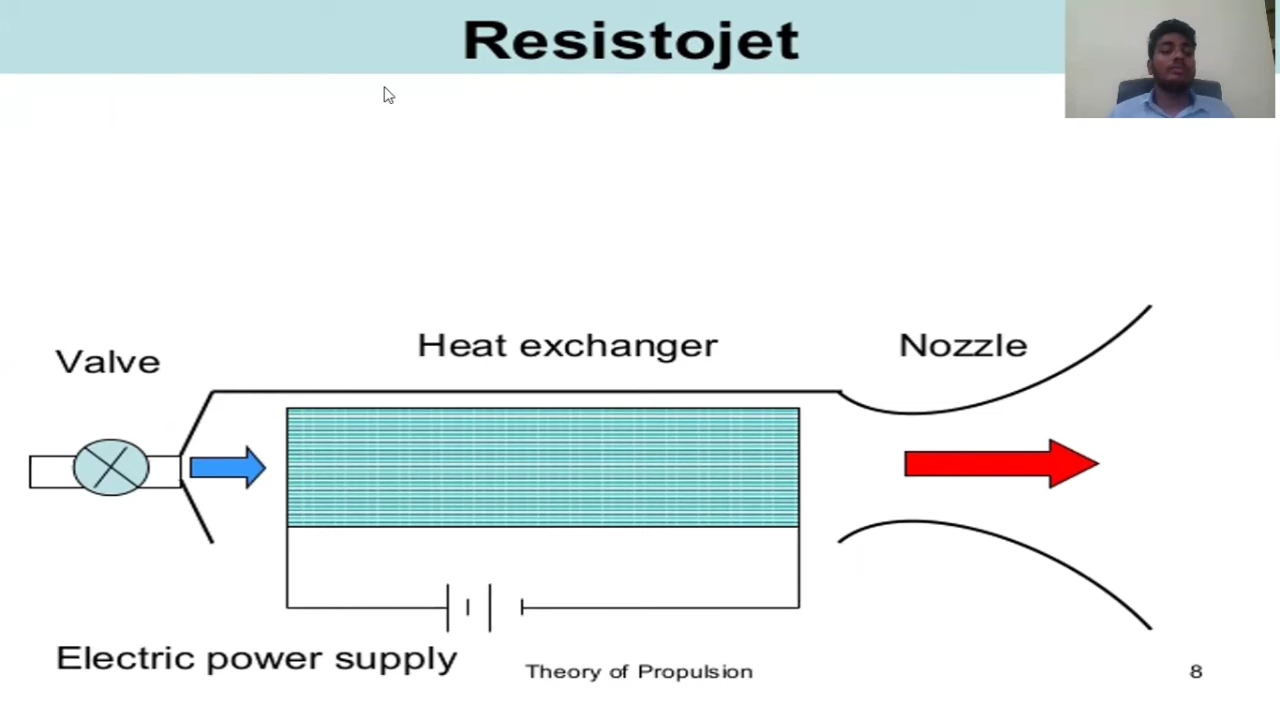 Resistojet
Valve
Heat exchanger
Nozzle
Electric power supply
Theory of Propulsion
8